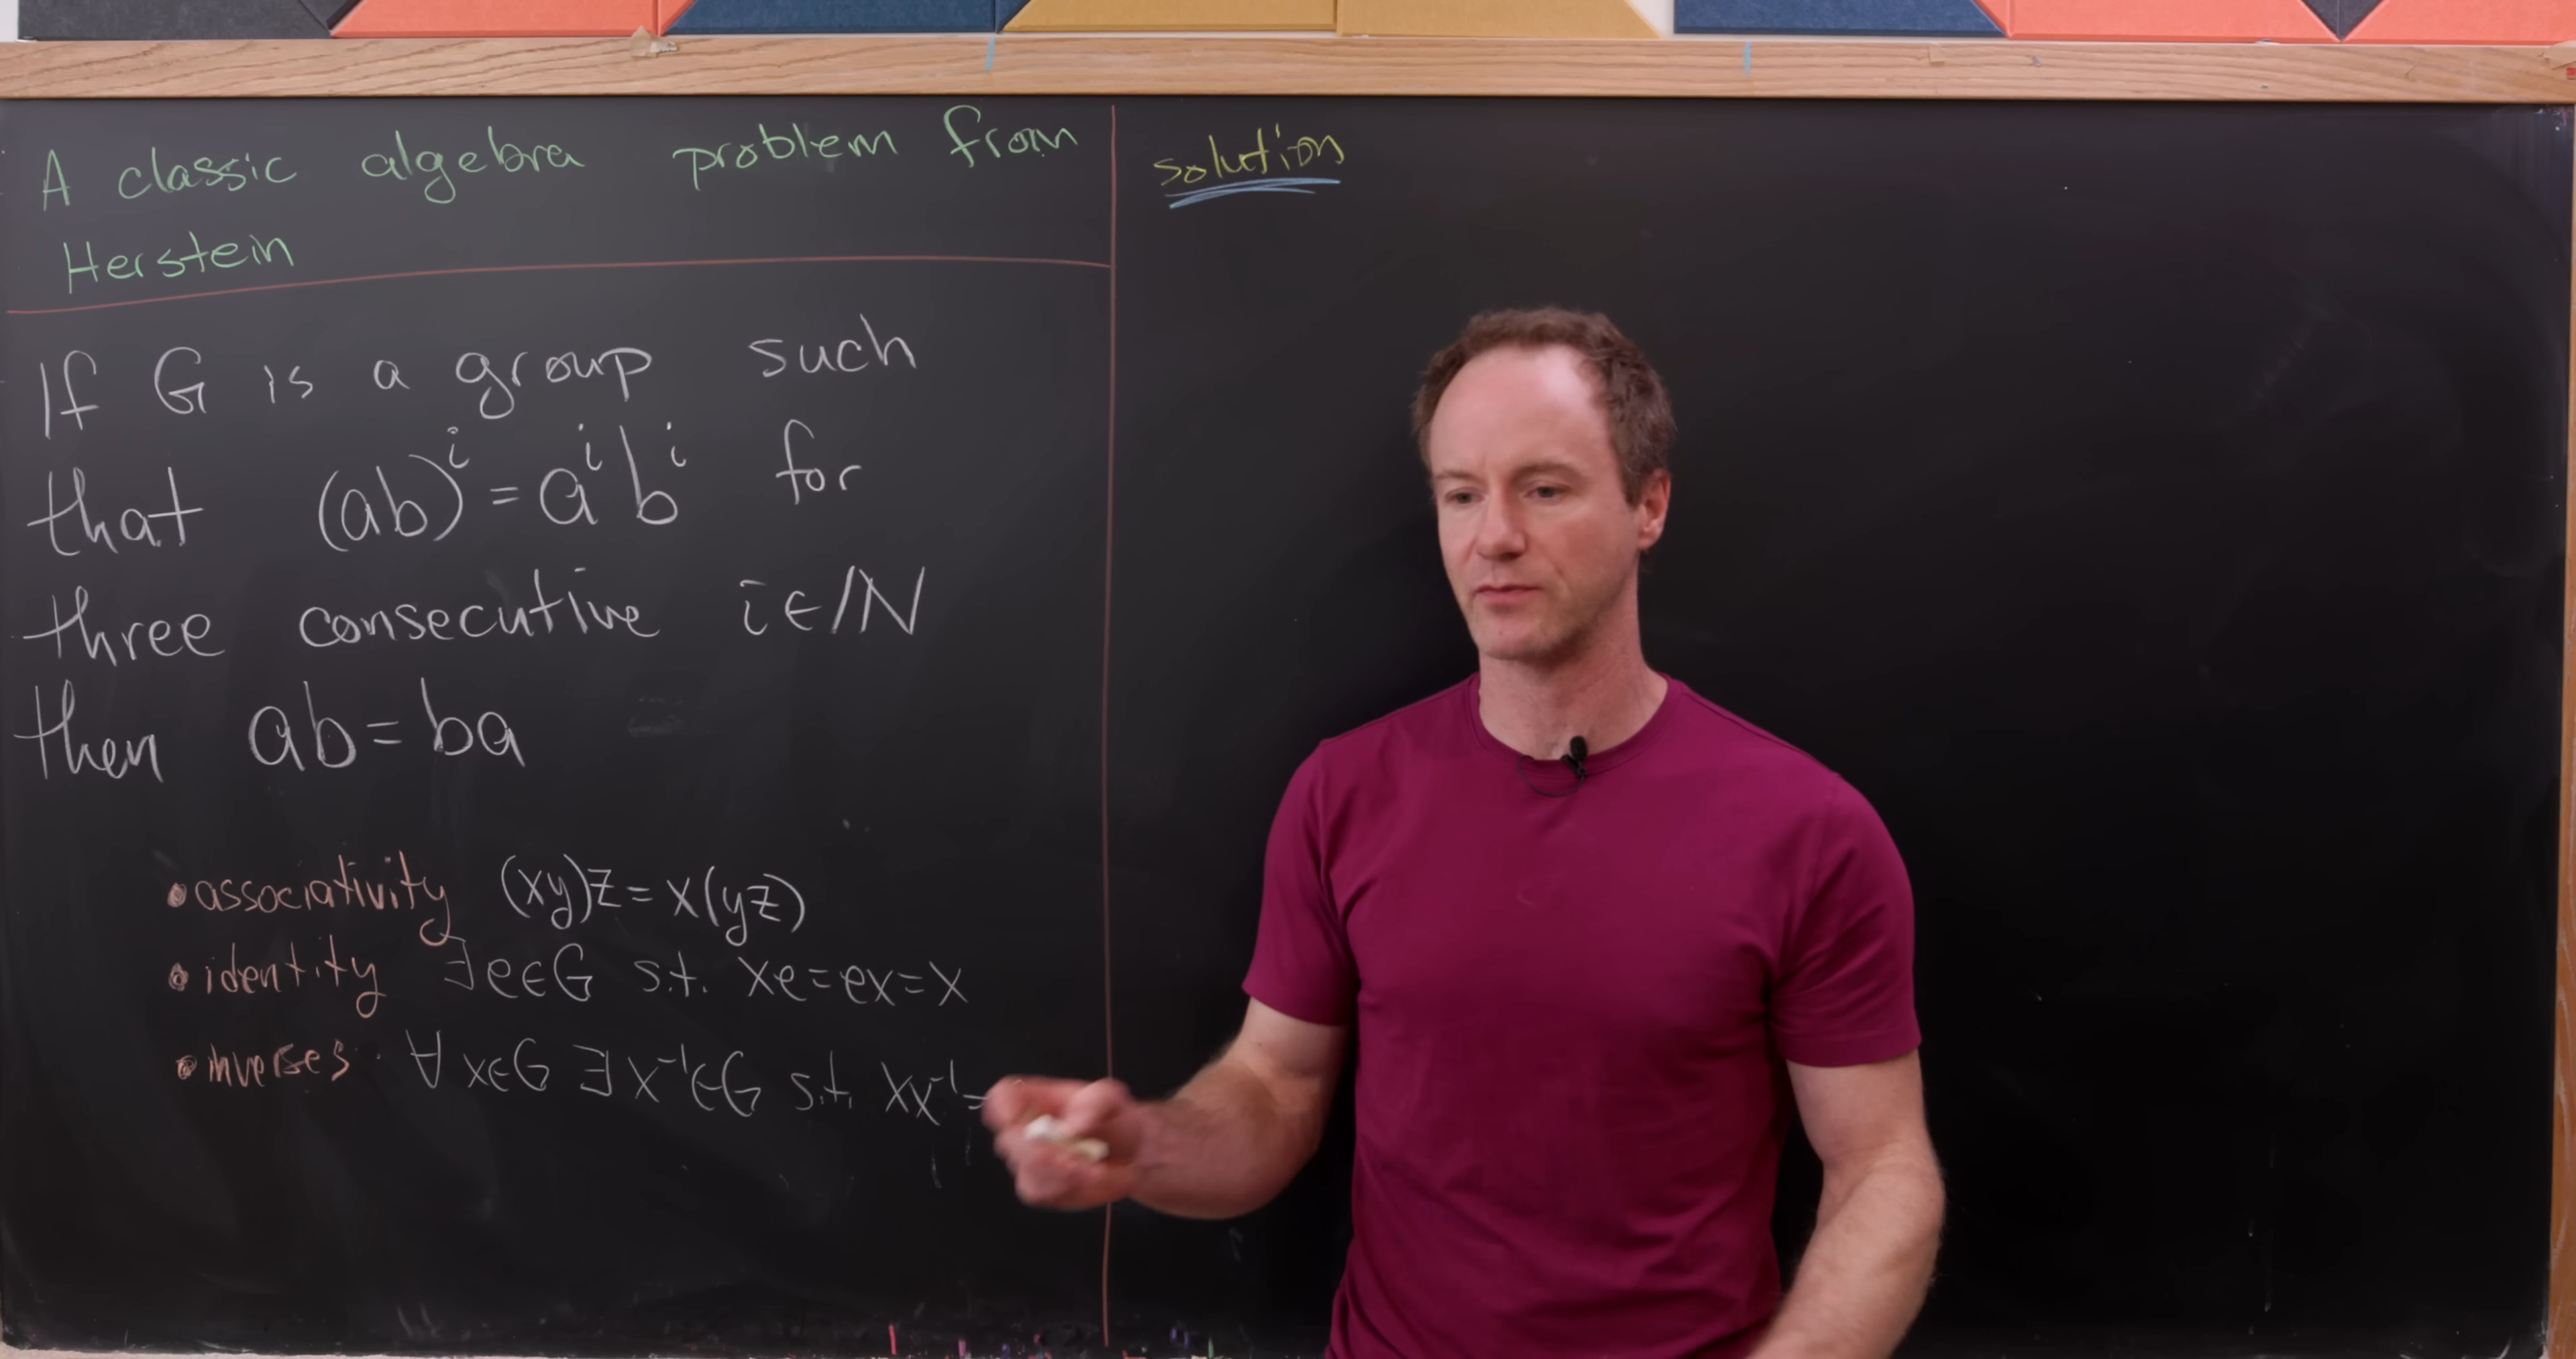 A classic algebra problem from
Herstein
If G is a group such
that (ab)ⁱ = aⁱbⁱ for
three consecutive i∈ℕ
then ab = ba
• associativity (xy)z = x(yz)
• identity ∃e∈G s.t. xe=ex=x
• inverses ∀ x∈G ∃ x⁻¹∈G s.t. xx⁻¹=
solution